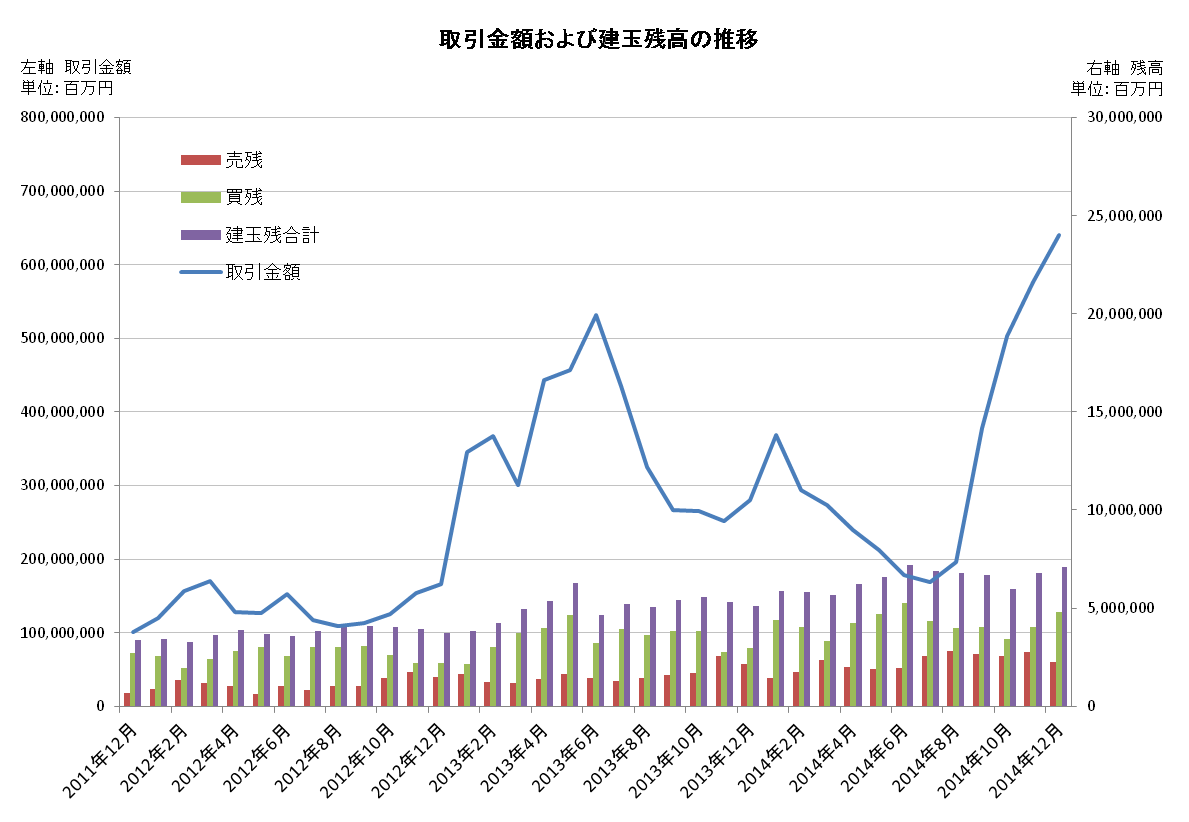 取引金額および建玉残高の推移
左軸　取引金額
単位：百万円
右軸　残高
単位：百万円
800,000,000
700,000,000
600,000,000
500,000,000
400,000,000
300,000,000
200,000,000
100,000,000
0
30,000,000
25,000,000
20,000,000
15,000,000
10,000,000
5,000,000
0
売残
買残
建玉残合計
取引金額
2011年12月
2012年2月
2012年4月
2012年6月
2012年8月
2012年10月
2012年12月
2013年2月
2013年4月
2013年6月
2013年8月
2013年10月
2013年12月
2014年2月
2014年4月
2014年6月
2014年8月
2014年10月
2014年12月